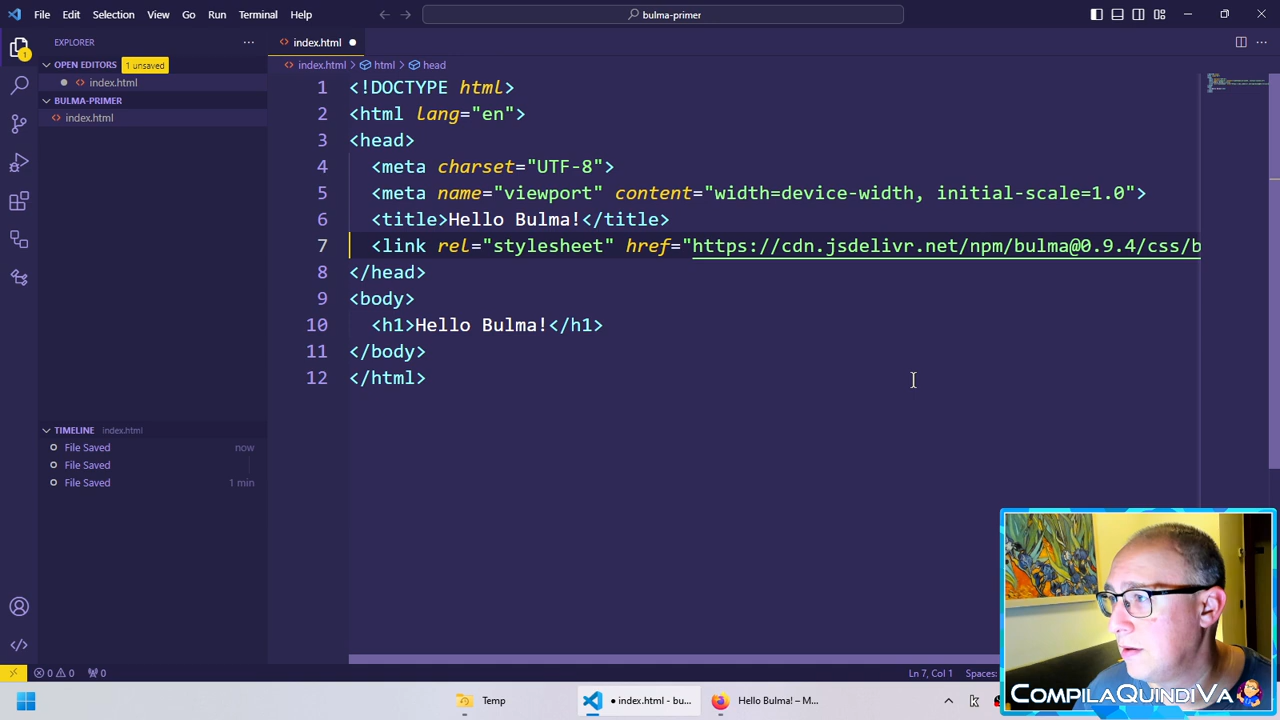 File Edit Selection View Go Run Terminal Help
bulma-primer
EXPLORER
index.html
1
OPEN EDITORS 1 unsaved
index.html
BULMA-PRIMER
index.html
index.html > html > head
1 <!DOCTYPE html>
2 <html lang="en">
3 <head>
4 <meta charset="UTF-8">
5 <meta name="viewport" content="width=device-width, initial-scale=1.0">
6 <title>Hello Bulma!</title>
7 <link rel="stylesheet" href="https://cdn.jsdelivr.net/npm/bulma@0.9.4/css/b
8 </head>
9 <body>
10 <h1>Hello Bulma!</h1>
11 </body>
12 </html>
TIMELINE index.html
File Saved now
File Saved
File Saved 1 min
0 0 0
Ln 7, Col 1 Spaces:
CompilaQuindiVa
Temp
index.html - bu...
Hello Bulma! — M...